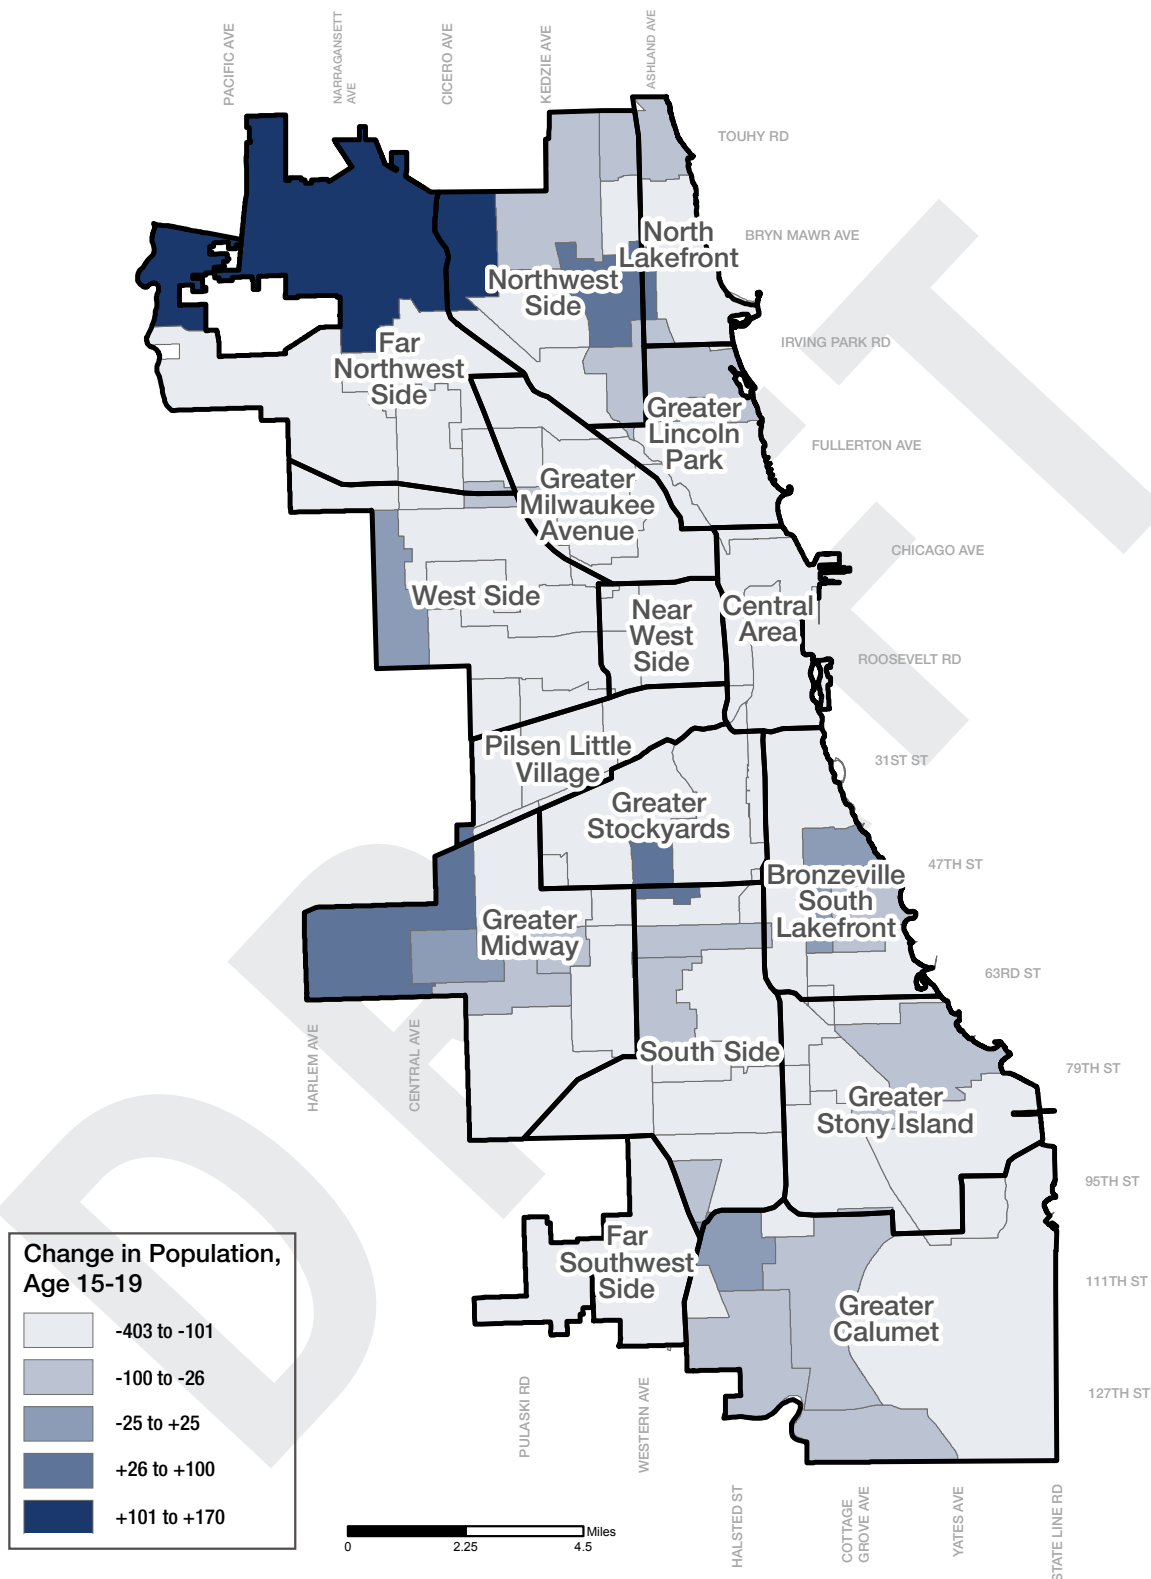 PACIFIC AVE
NARRAGANSETT
AVE
CICERO AVE
KEDZIE AVE
ASHLAND AVE
TOUHY RD
BRYN MAWR AVE
IRVING PARK RD
FULLERTON AVE
CHICAGO AVE
ROOSEVELT RD
31ST ST
47TH ST
63RD ST
79TH ST
95TH ST
111TH ST
127TH ST
North
Lakefront
Northwest
Side
Far
Northwest
Side
Greater
Lincoln
Park
Greater
Milwaukee
Avenue
West Side
Near
West
Side
Central
Area
Pilsen Little
Village
Greater
Stockyards
Bronzeville
South
Lakefront
Greater
Midway
South Side
Greater
Stony Island
Far
Southwest
Side
Greater
Calumet
HARLEM AVE
CENTRAL AVE
PULASKI RD
WESTERN AVE
HALSTED ST
COTTAGE
GROVE AVE
YATES AVE
STATE LINE RD
DRAFT
Change in Population,
Age 15-19
-403 to -101
-100 to -26
-25 to +25
+26 to +100
+101 to +170
Miles
0 2.25 4.5